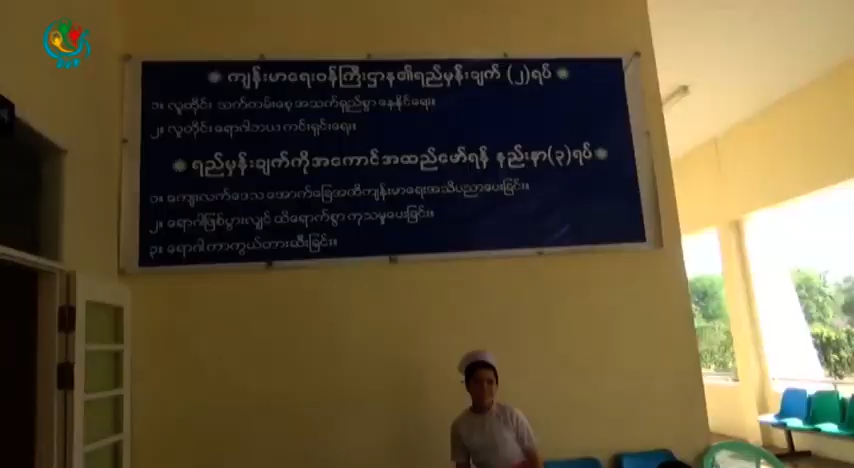 ကျန်းမာရေးဝန်ကြီးဌာန၏ရည်မှန်းချက် (၂)ရပ်
၁။ လူတိုင်း သက်တမ်းစေ့ အသက်ရှည်စွာ နေနိုင်ရေး။
၂။ လူတိုင်း ရောဂါဘယ ကင်းရှင်းရေး။
ရည်မှန်းချက်ကိုအကောင်အထည်ဖော်ရန် နည်းနာ(၃)ရပ်
၁။ ကျေးလက်ဒေသ အောက်ခြေအထိကျန်းမာရေးအသိပညာပေးခြင်း။
၂။ ရောဂါဖြစ်ပွားလျှင် ထိရောက်စွာ ကုသမှုပေးခြင်း။
၃။ ရောဂါ ကာကွယ်တားဆီးခြင်း။